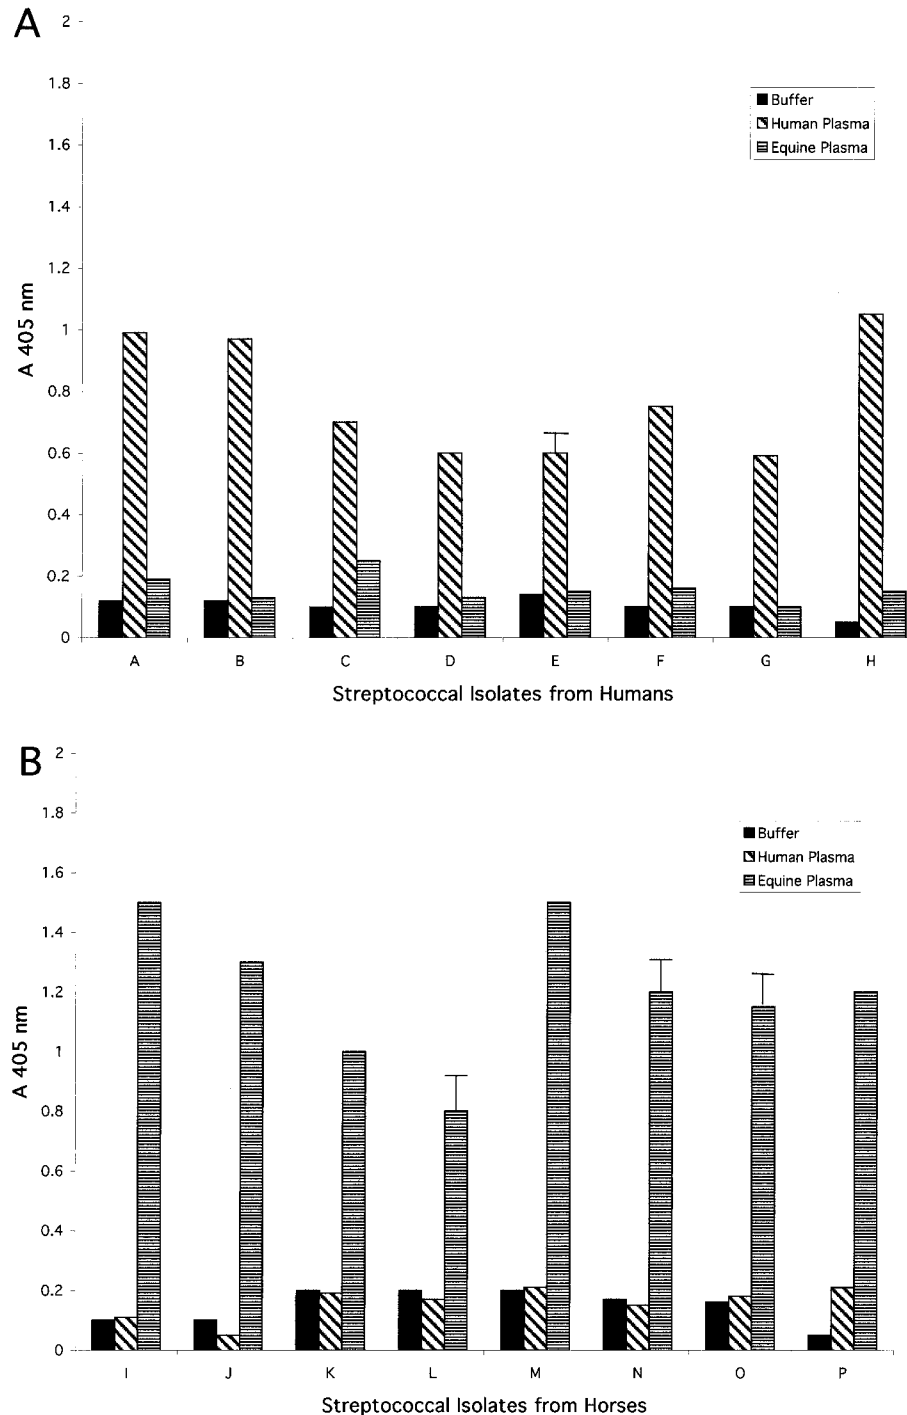 A
2
1.8
1.6
1.4
1.2
1
0.8
0.6
0.4
0.2
0
A 405 nm
Buffer
Human Plasma
Equine Plasma
A B C D E F G H
Streptococcal Isolates from Humans
B
2
1.8
1.6
1.4
1.2
1
0.8
0.6
0.4
0.2
0
A 405 nm
Buffer
Human Plasma
Equine Plasma
I J K L M N O P
Streptococcal Isolates from Horses